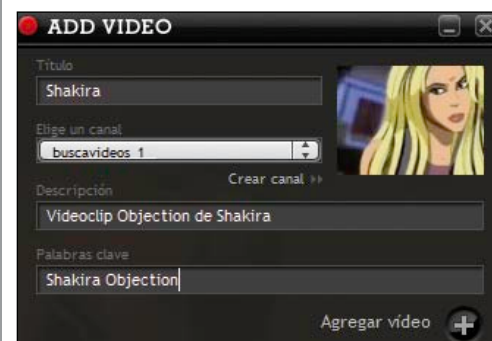 ADD VIDEO
Título
Shakira
Elige un canal
buscavideos 1
Crear canal
Descripción
Videoclip Objection de Shakira
Palabras clave
Shakira Objection
Agregar vídeo